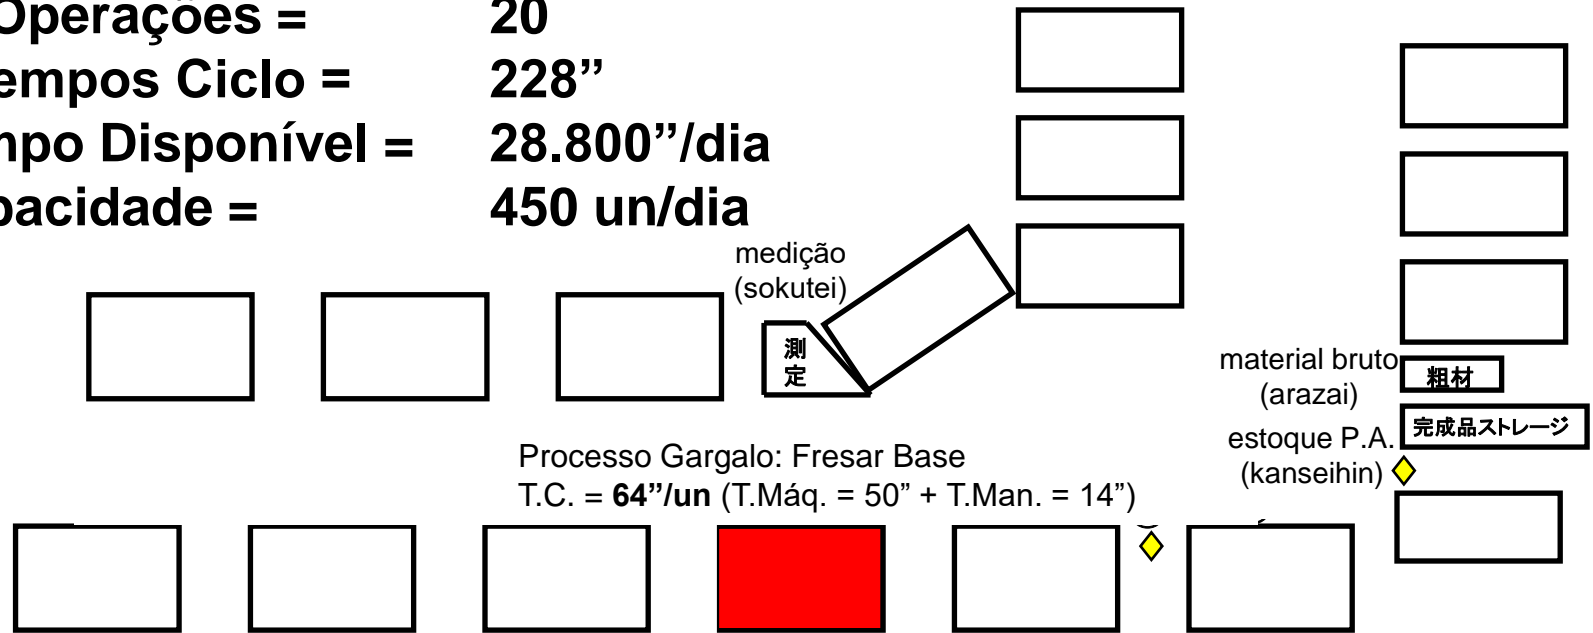 Operações = 20
empos Ciclo = 228”
mpo Disponível = 28.800”/dia
pacidade = 450 un/dia
medição
(sokutei)
測
定
material bruto
(arazai)
粗材
完成品ストレージ
estoque P.A.
(kanseihin)
Processo Gargalo: Fresar Base
T.C. = 64”/un (T.Máq. = 50” + T.Man. = 14”)